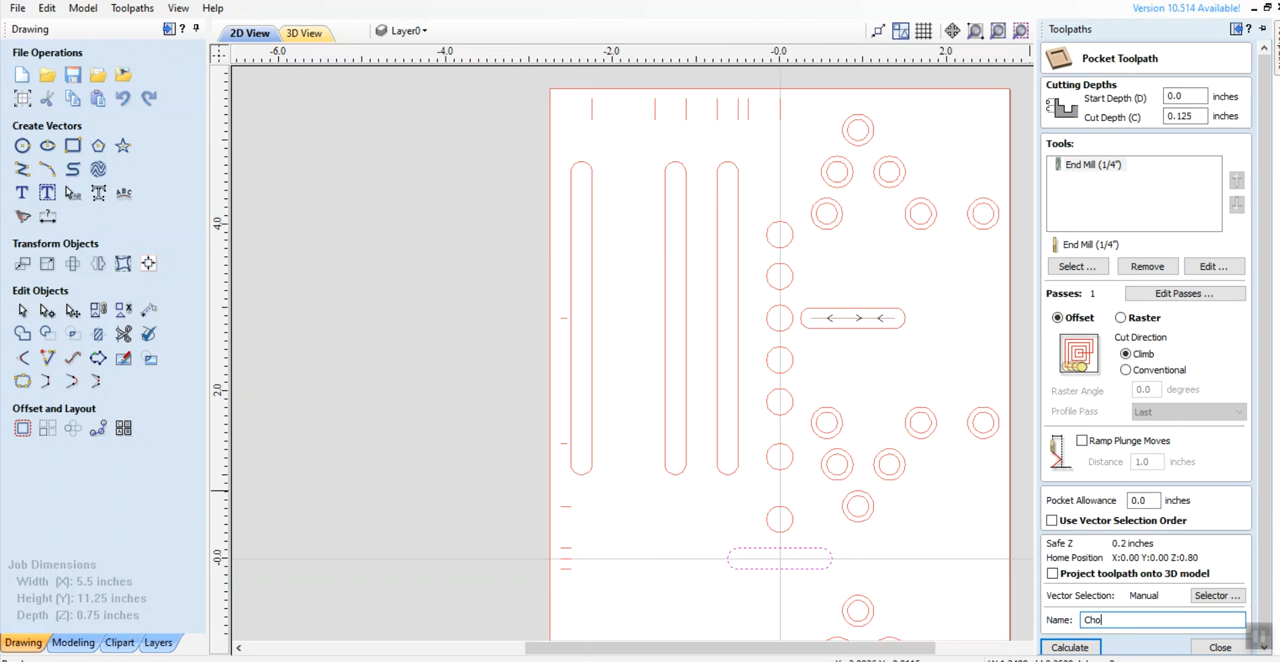 File Edit Model Toolpaths View Help
Version 10.514 Available!
Drawing
2D View
3D View
Layer0
Toolpaths
-6.0 -4.0 -2.0 -0.0 2.0
File Operations
Pocket Toolpath
Cutting Depths
Start Depth (D) 0.0 inches
Cut Depth (C) 0.125 inches
Create Vectors
Tools:
End Mill (1/4")
4.0
Transform Objects
End Mill (1/4")
Select ... Remove Edit ...
Edit Objects
Passes: 1 Edit Passes ...
Offset Raster
Cut Direction
Climb
Conventional
Raster Angle 0.0 degrees
2.0
Profile Pass Last
Offset and Layout
Ramp Plunge Moves
Distance 1.0 inches
Pocket Allowance 0.0 inches
Use Vector Selection Order
Safe Z 0.2 inches
Home Position X:0.00 Y:0.00 Z:0.80
-0.0
Project toolpath onto 3D model
Job Dimensions
Width [X]: 5.5 inches
Height [Y]: 11.25 inches
Depth [Z]: 0.75 inches
Vector Selection: Manual Selector ...
Name: Cho
Drawing Modeling Clipart Layers
Calculate Close